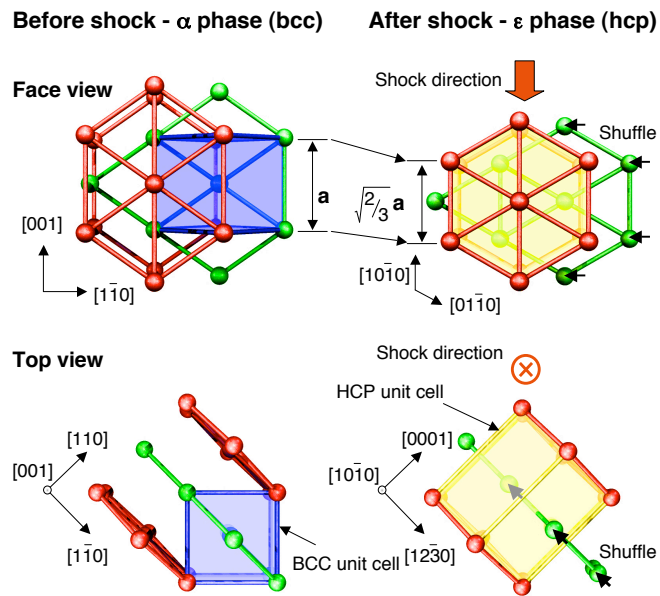 Before shock - α phase (bcc)
After shock - ε phase (hcp)
Face view
Shock direction
Shuffle
a
√2/3 a
[001]
[11̄0]
[101̄0]
[011̄0]
Top view
Shock direction
HCP unit cell
[110]
[0001]
[001]
[101̄0]
[11̄0]
BCC unit cell
[123̄0]
Shuffle